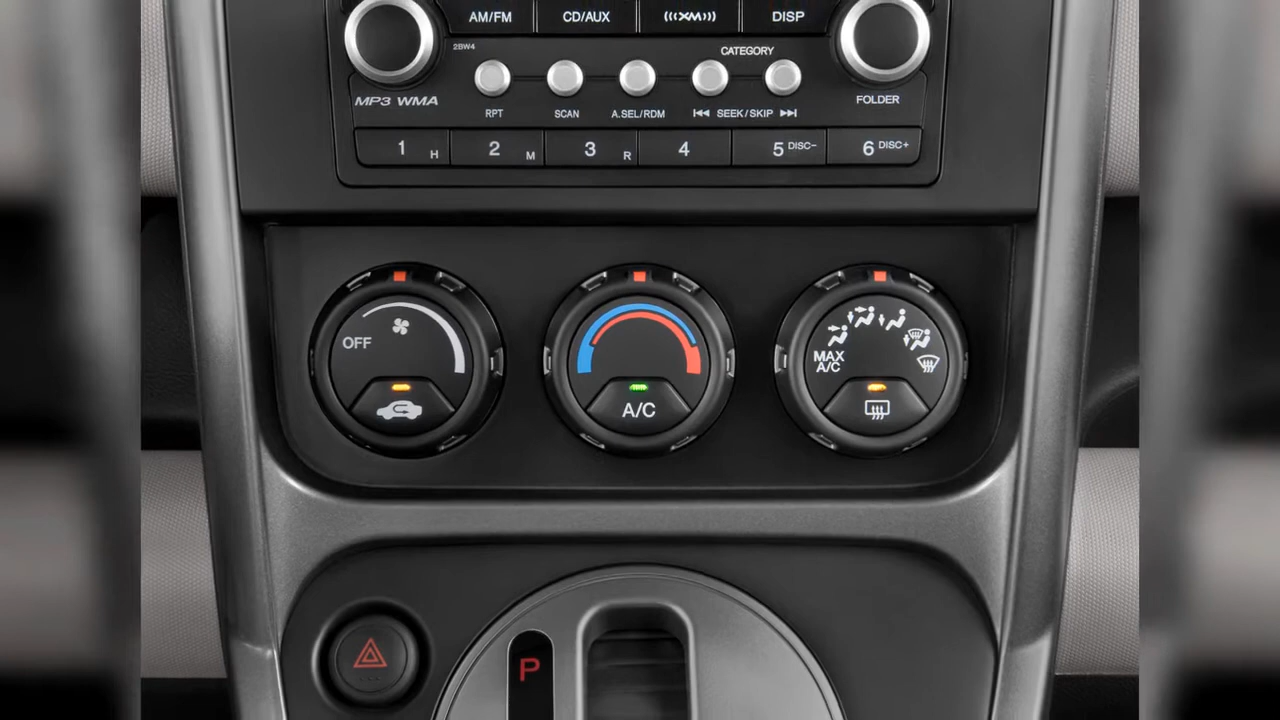 AM/FM CD/AUX (((XM))) DISP
2BW4 CATEGORY
MP3 WMA RPT SCAN A.SEL/RDM SEEK/SKIP FOLDER
1 H 2 M 3 R 4 5 DISC- 6 DISC+
OFF
MAX
A/C
A/C
P